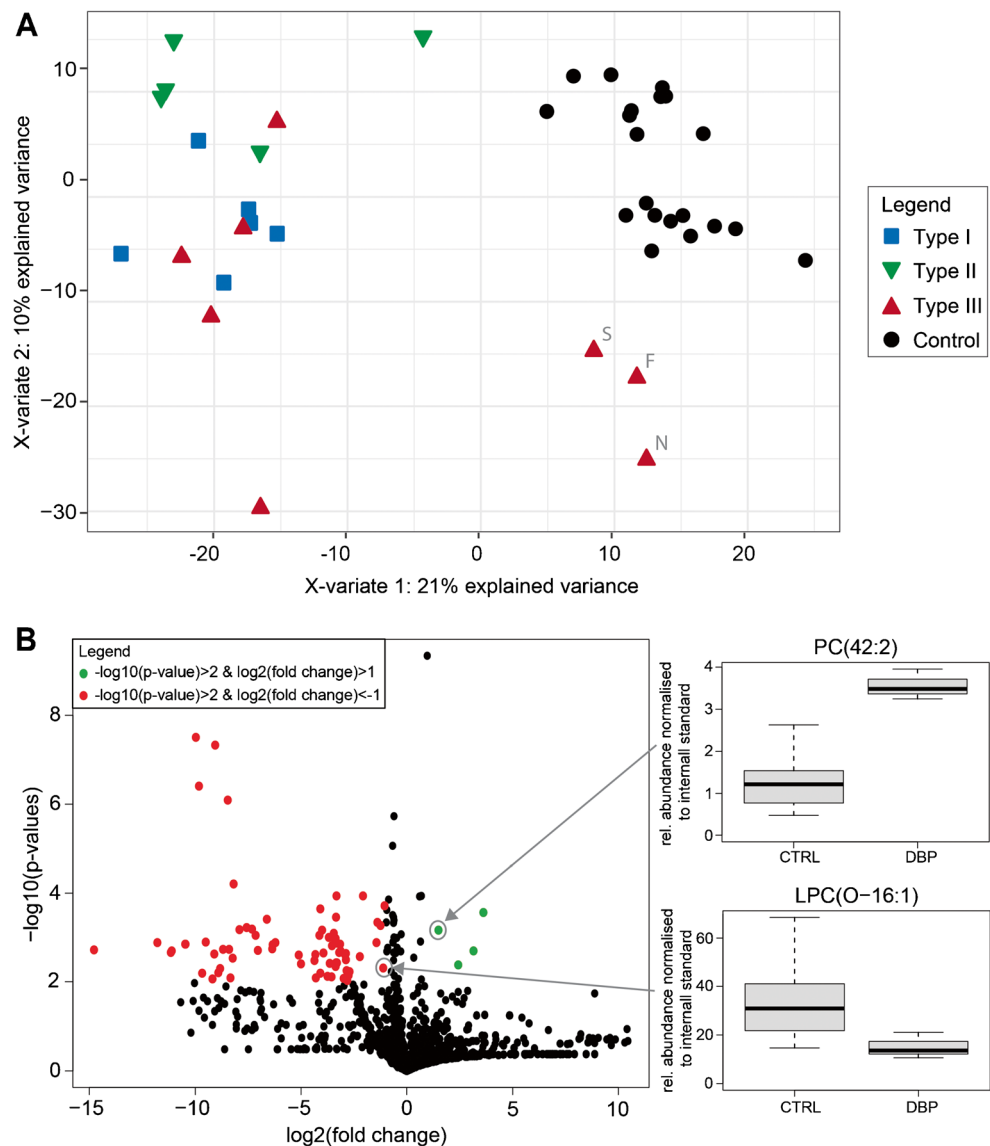 A
X-variate 2: 10% explained variance
10
0
−10
−20
−30
-20
-10
0
10
20
X-variate 1: 21% explained variance
S
F
N
Legend
Type I
Type II
Type III
Control
B
Legend
-log10(p-value)>2 & log2(fold change)>1
-log10(p-value)>2 & log2(fold change)<-1
−log10(p-values)
8
6
4
2
0
−15
−10
−5
0
5
10
log2(fold change)
PC(42:2)
rel. abundance normalised
to internall standard
4
3
2
1
0
CTRL
DBP
LPC(O−16:1)
rel. abundance normalised
to internall standard
60
40
20
0
CTRL
DBP